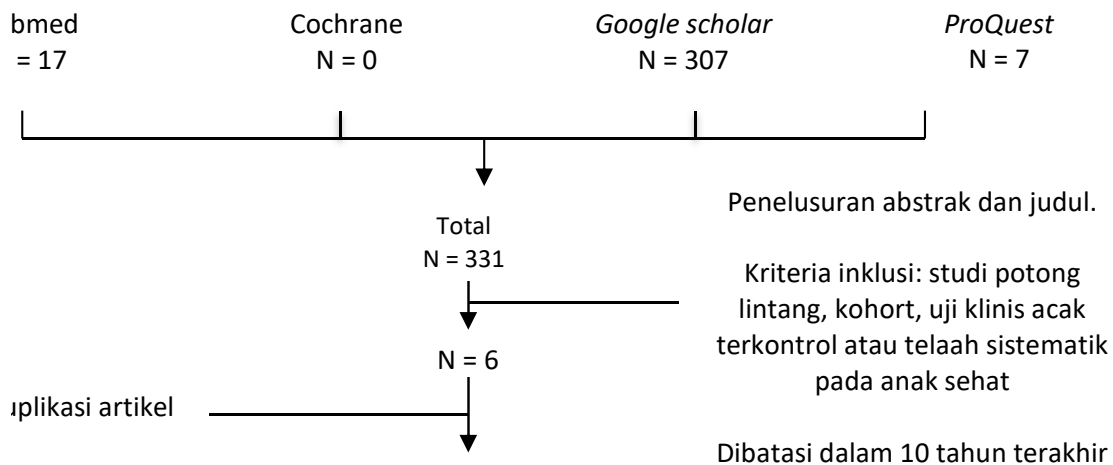 bmed
= 17
Cochrane
N = 0
Google scholar
N = 307
ProQuest
N = 7
Total
N = 331
Penelusuran abstrak dan judul.
Kriteria inklusi: studi potong
lintang, kohort, uji klinis acak
terkontrol atau telaah sistematik
pada anak sehat
Dibatasi dalam 10 tahun terakhir
N = 6
uplikasi artikel